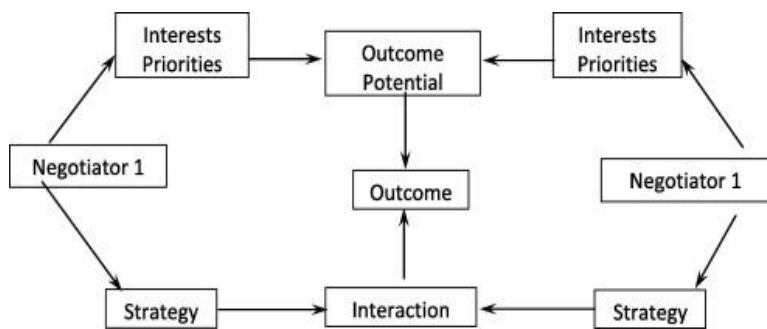 Interests
Priorities
Outcome
Potential
Interests
Priorities
Negotiator 1
Outcome
Negotiator 1
Strategy
Interaction
Strategy